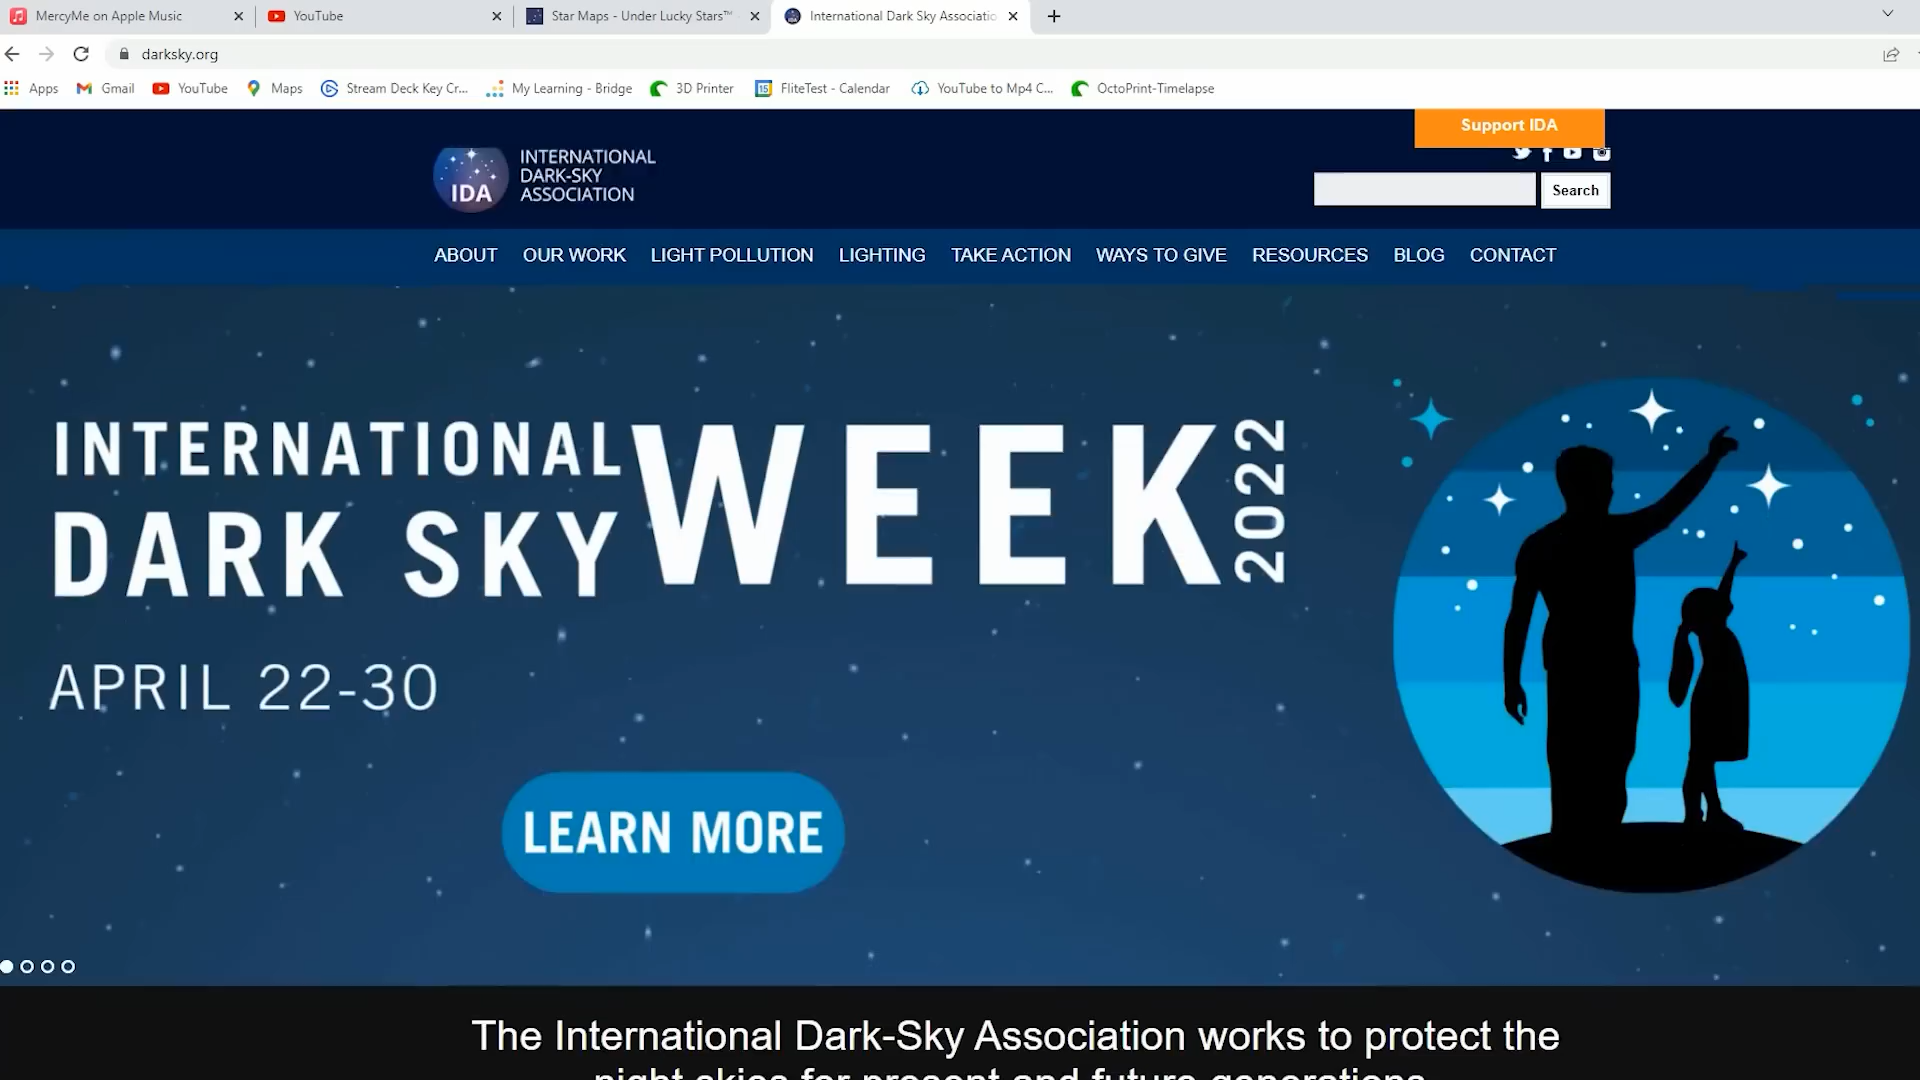 MercyMe on Apple Music
YouTube
Star Maps - Under Lucky Stars™
International Dark Sky Associatio
darksky.org
Apps
Gmail
YouTube
Maps
Stream Deck Key Cr...
My Learning - Bridge
3D Printer
15
FliteTest - Calendar
YouTube to Mp4 C...
OctoPrint-Timelapse
Support IDA
IDA
INTERNATIONAL
DARK-SKY
ASSOCIATION
Search
ABOUT
OUR WORK
LIGHT POLLUTION
LIGHTING
TAKE ACTION
WAYS TO GIVE
RESOURCES
BLOG
CONTACT
INTERNATIONAL
DARK SKY
WEEK
2022
APRIL 22-30
LEARN MORE
The International Dark-Sky Association works to protect the
night skies for present and future generations